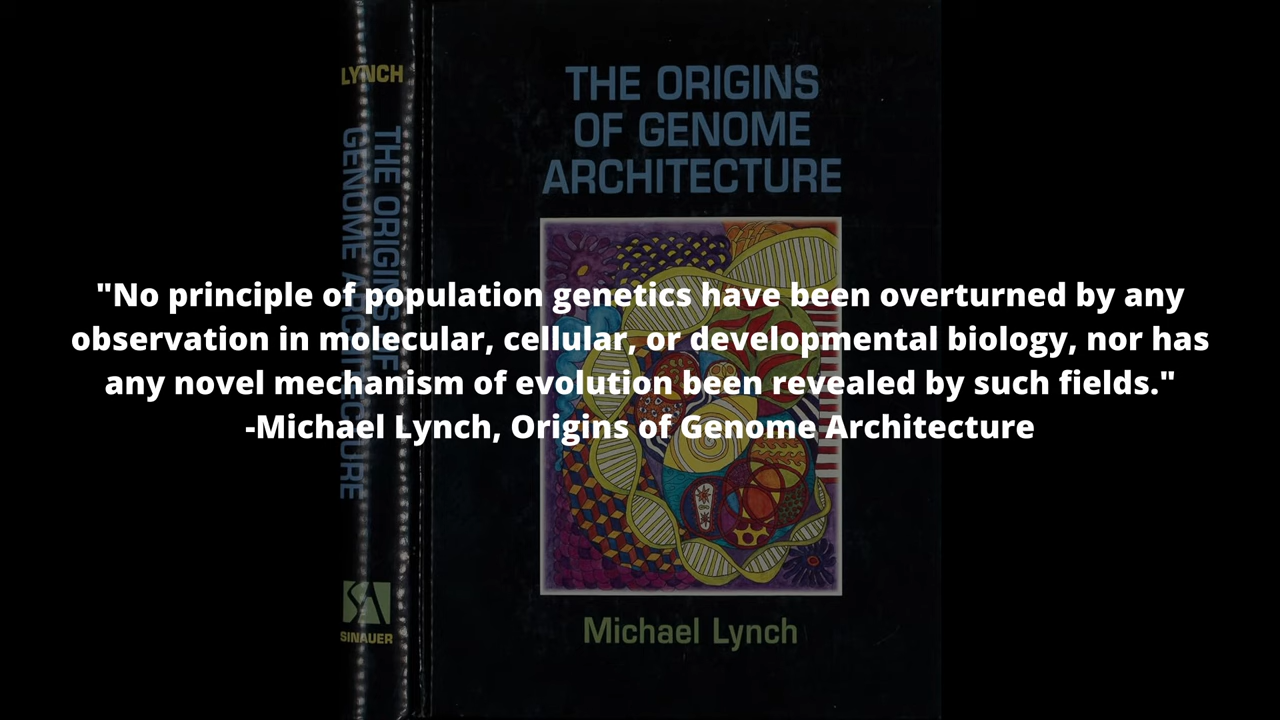 LYNCH
THE ORIGINS OF
GENOME ARCHITECTURE
SINAUER
THE ORIGINS
OF GENOME
ARCHITECTURE
"No principle of population genetics have been overturned by any
observation in molecular, cellular, or developmental biology, nor has
any novel mechanism of evolution been revealed by such fields."
-Michael Lynch, Origins of Genome Architecture
Michael Lynch